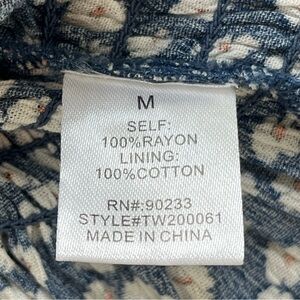 M
SELF:
100%RAYON
LINING:
100%COTTON
RN#:90233
STYLE#TW200061
MADE IN CHINA